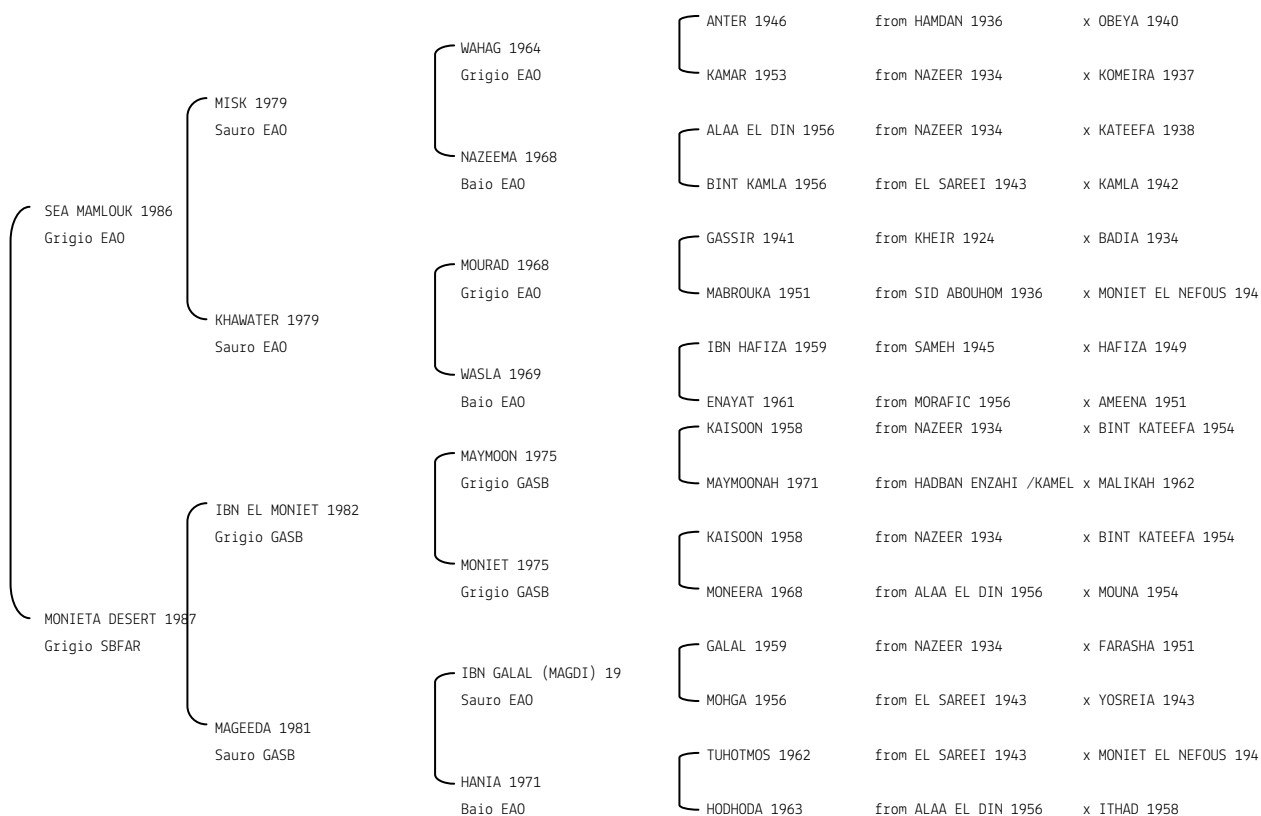 ANTER 1946 from HAMDAN 1936 x OBEYA 1940
WAHAG 1964
Grigio EAO KAMAR 1953 from NAZEER 1934 x KOMEIRA 1937
MISK 1979
Sauro EAO ALAA EL DIN 1956 from NAZEER 1934 x KATEEFA 1938
NAZEEMA 1968
Baio EAO BINT KAMLA 1956 from EL SAREEI 1943 x KAMLA 1942
SEA MAMLOUK 1986
Grigio EAO GASSIR 1941 from KHEIR 1924 x BADIA 1934
MOURAD 1968
Grigio EAO MABROUKA 1951 from SID ABOUHOM 1936 x MONIET EL NEFOUS 194
KHAWATER 1979
Sauro EAO IBN HAFIZA 1959 from SAMEH 1945 x HAFIZA 1949
WASLA 1969
Baio EAO ENAYAT 1961 from MORAFIC 1956 x AMEENA 1951
KAISOON 1958 from NAZEER 1934 x BINT KATEEFA 1954
MAYMOON 1975
Grigio GASB MAYMOONAH 1971 from HADBAN ENZAHI /KAMEL x MALIKAH 1962
IBN EL MONIET 1982
Grigio GASB KAISOON 1958 from NAZEER 1934 x BINT KATEEFA 1954
MONIET 1975
Grigio GASB MONEERA 1968 from ALAA EL DIN 1956 x MOUNA 1954
MONIETA DESERT 1987
Grigio SBFAR GALAL 1959 from NAZEER 1934 x FARASHA 1951
IBN GALAL (MAGDI) 19
Sauro EAO MOHGA 1956 from EL SAREEI 1943 x YOSREIA 1943
MAGEEDA 1981
Sauro GASB TUHOTMOS 1962 from EL SAREEI 1943 x MONIET EL NEFOUS 194
HANIA 1971
Baio EAO HODHODA 1963 from ALAA EL DIN 1956 x ITHAD 1958